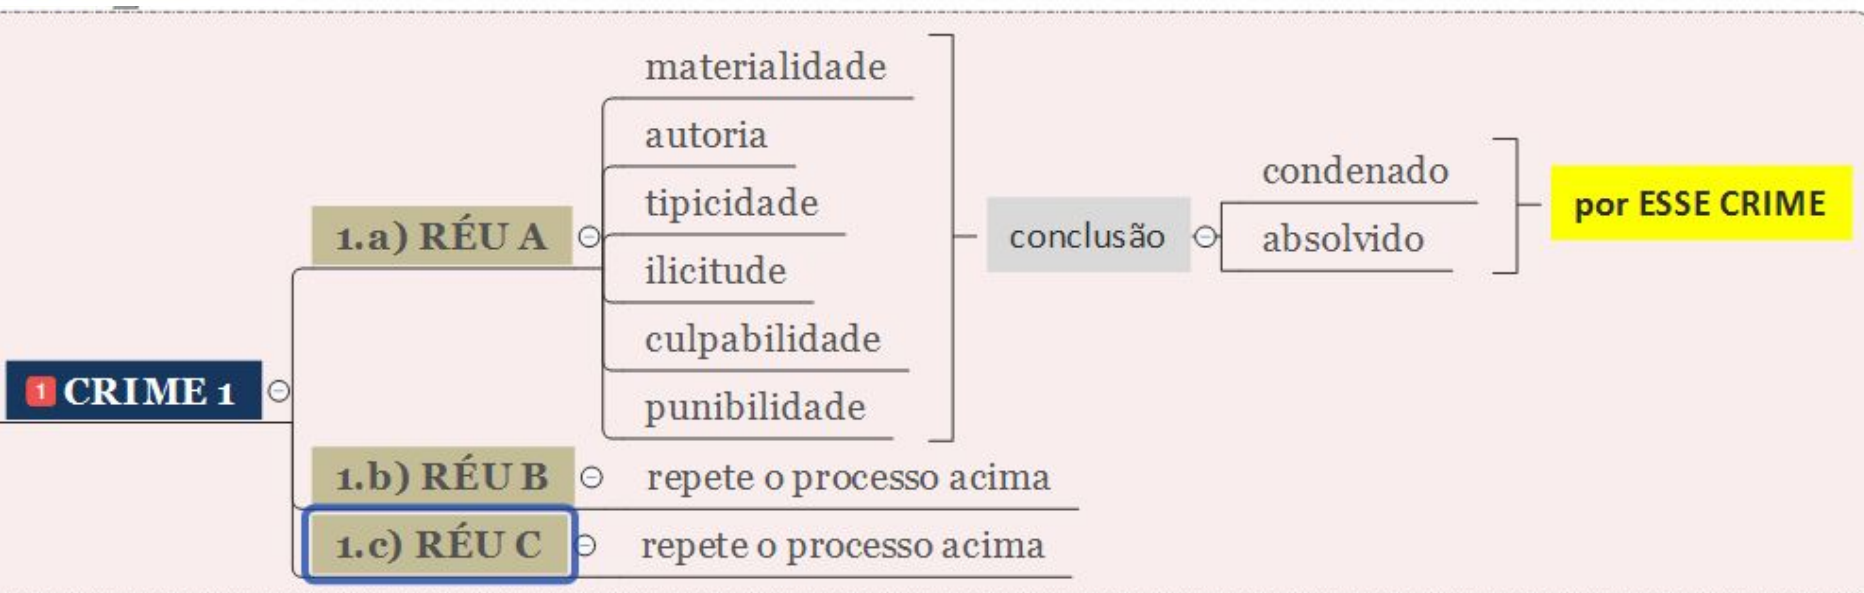 materialidade
autoria
tipicidade
1.a) RÉU A
ilicitude
culpabilidade
punibilidade
conclusão
condenado
absolvido
por ESSE CRIME
1 CRIME 1
1.b) RÉU B
repete o processo acima
1.c) RÉU C
repete o processo acima